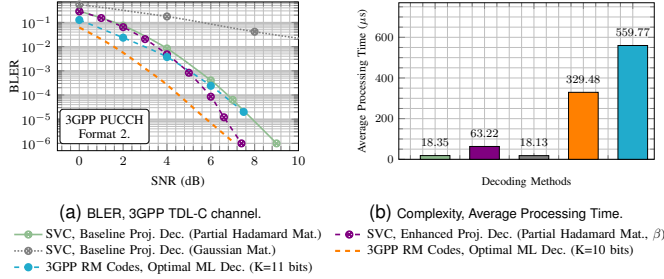 10^{-1}
10^{-2}
10^{-3}
10^{-4}
10^{-5}
10^{-6}
BLER
3GPP PUCCH
Format 2.
0 2 4 6 8 10
SNR (dB)
(a) BLER, 3GPP TDL-C channel.
Average Processing Time (μs)
600
400
200
0
18.35 63.22 18.13 329.48 559.77
Decoding Methods
(b) Complexity, Average Processing Time.
SVC, Baseline Proj. Dec. (Partial Hadamard Mat.)
SVC, Enhanced Proj. Dec. (Partial Hadamard Mat., β)
SVC, Baseline Proj. Dec. (Gaussian Mat.)
3GPP RM Codes, Optimal ML Dec. (K=10 bits)
3GPP RM Codes, Optimal ML Dec. (K=11 bits)